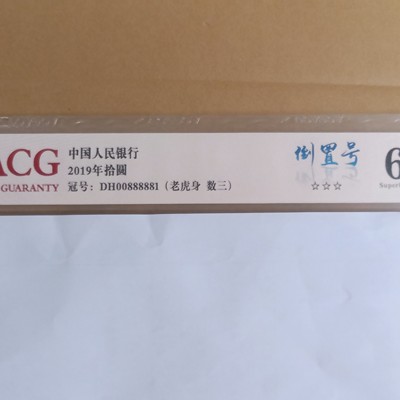 ACG
GUARANTY
中国人民银行
2019年拾圆
冠号：DH00888881（老虎身 数三）
倒置号
☆☆☆
6
Super